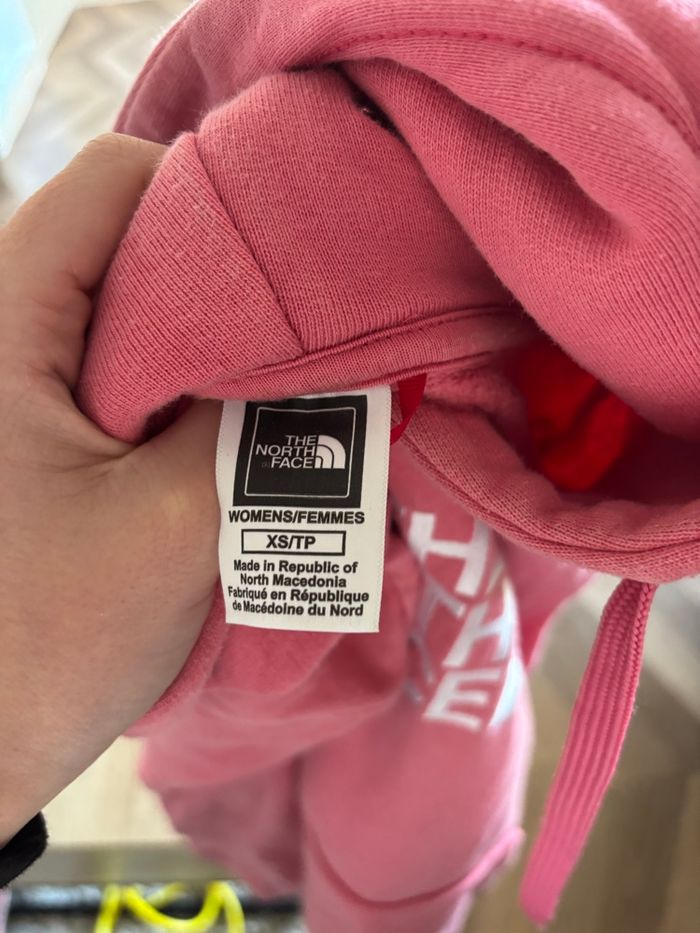 THE
NORTH
FACE
WOMENS/FEMMES
XS/TP
Made in Republic of
North Macedonia
Fabriqué en République
de Macédoine du Nord